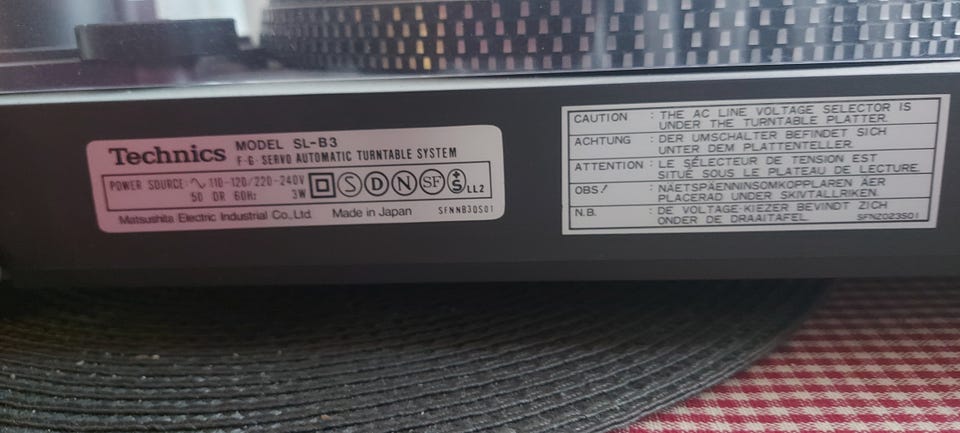 Technics MODEL SL-B3
F·G·SERVO AUTOMATIC TURNTABLE SYSTEM
POWER SOURCE: ∿ 110-120/220-240V
50 OR 60Hz 3W
S D N SF +S LL2
Matsushita Electric Industrial Co., Ltd. Made in Japan SFNNB30S01
CAUTION : THE AC LINE VOLTAGE SELECTOR IS
UNDER THE TURNTABLE PLATTER.
ACHTUNG : DER UMSCHALTER BEFINDET SICH
UNTER DEM PLATTENTELLER.
ATTENTION : LE SÉLECTEUR DE TENSION EST
SITUÉ SOUS LE PLATEAU DE LECTURE.
OBS! : NAETSPAENNINSOMKOPPLAREN AER
PLACERAD UNDER SKIVTALLRIKEN.
N.B. : DE VOLTAGE-KIEZER BEVINDT ZICH
ONDER DE DRAAITAFEL. SFNZ023S01